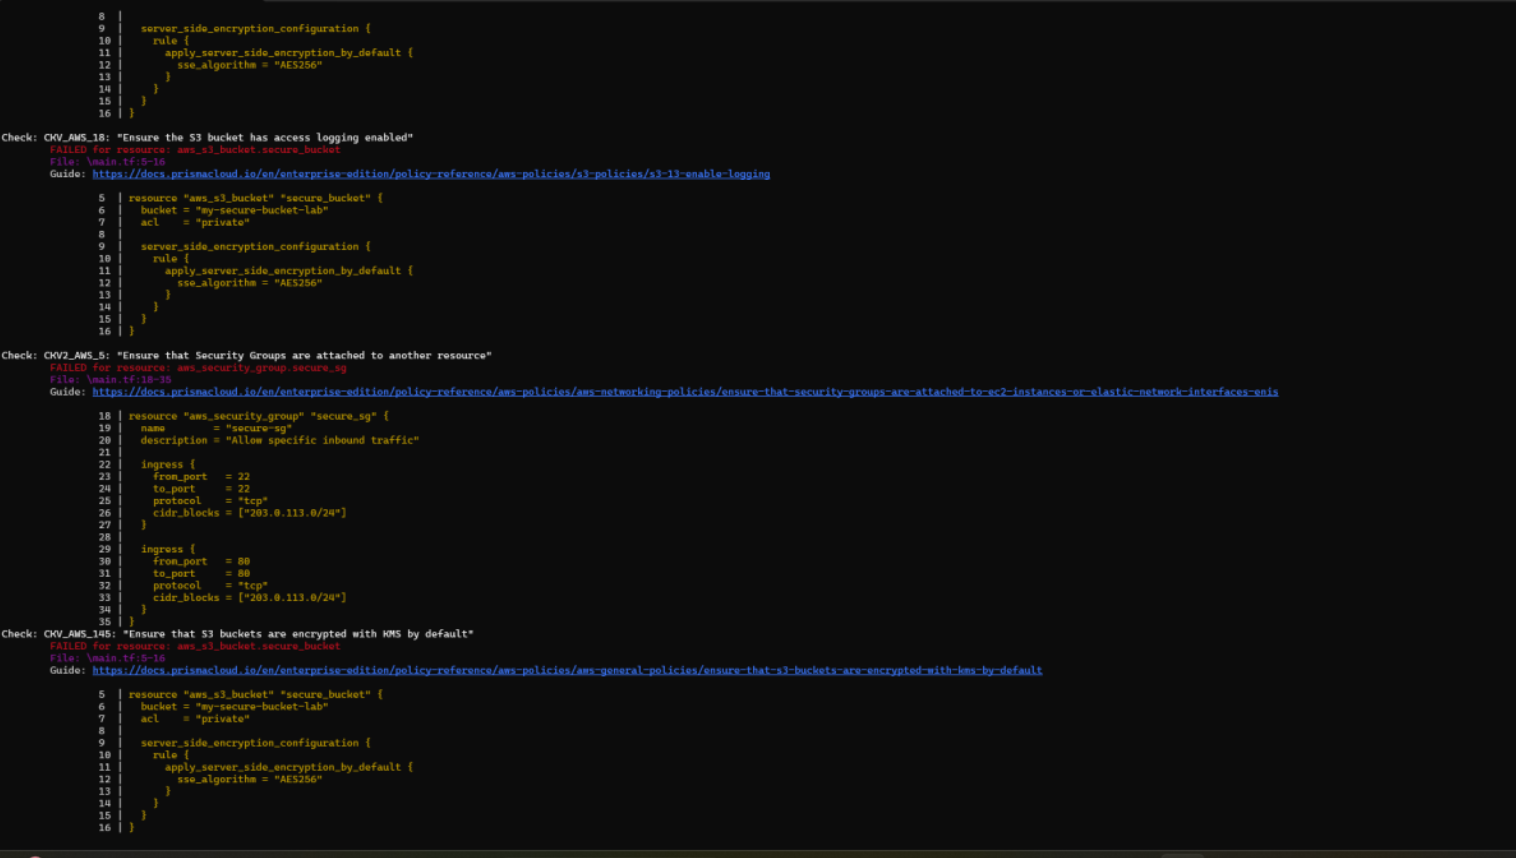 8 |
9 |   server_side_encryption_configuration {
10 |     rule {
11 |       apply_server_side_encryption_by_default {
12 |         sse_algorithm = "AES256"
13 |       }
14 |     }
15 |   }
16 | }
Check: CKV_AWS_18: "Ensure the S3 bucket has access logging enabled"
FAILED for resource: aws_s3_bucket.secure_bucket
File: \main.tf:5-16
Guide: https://docs.prismacloud.io/en/enterprise-edition/policy-reference/aws-policies/s3-policies/s3-13-enable-logging
5 | resource "aws_s3_bucket" "secure_bucket" {
6 |   bucket = "my-secure-bucket-lab"
7 |   acl    = "private"
8 |
9 |   server_side_encryption_configuration {
10 |     rule {
11 |       apply_server_side_encryption_by_default {
12 |         sse_algorithm = "AES256"
13 |       }
14 |     }
15 |   }
16 | }
Check: CKV2_AWS_5: "Ensure that Security Groups are attached to another resource"
FAILED for resource: aws_security_group.secure_sg
File: \main.tf:18-35
Guide: https://docs.prismacloud.io/en/enterprise-edition/policy-reference/aws-policies/aws-networking-policies/ensure-that-security-groups-are-attached-to-ec2-instances-or-elastic-network-interfaces-enis
18 | resource "aws_security_group" "secure_sg" {
19 |   name        = "secure-sg"
20 |   description = "Allow specific inbound traffic"
21 |
22 |   ingress {
23 |     from_port   = 22
24 |     to_port     = 22
25 |     protocol    = "tcp"
26 |     cidr_blocks = ["203.0.113.0/24"]
27 |   }
28 |
29 |   ingress {
30 |     from_port   = 80
31 |     to_port     = 80
32 |     protocol    = "tcp"
33 |     cidr_blocks = ["203.0.113.0/24"]
34 |   }
35 | }
Check: CKV_AWS_145: "Ensure that S3 buckets are encrypted with KMS by default"
FAILED for resource: aws_s3_bucket.secure_bucket
File: \main.tf:5-16
Guide: https://docs.prismacloud.io/en/enterprise-edition/policy-reference/aws-policies/aws-general-policies/ensure-that-s3-buckets-are-encrypted-with-kms-by-default
5 | resource "aws_s3_bucket" "secure_bucket" {
6 |   bucket = "my-secure-bucket-lab"
7 |   acl    = "private"
8 |
9 |   server_side_encryption_configuration {
10 |     rule {
11 |       apply_server_side_encryption_by_default {
12 |         sse_algorithm = "AES256"
13 |       }
14 |     }
15 |   }
16 | }